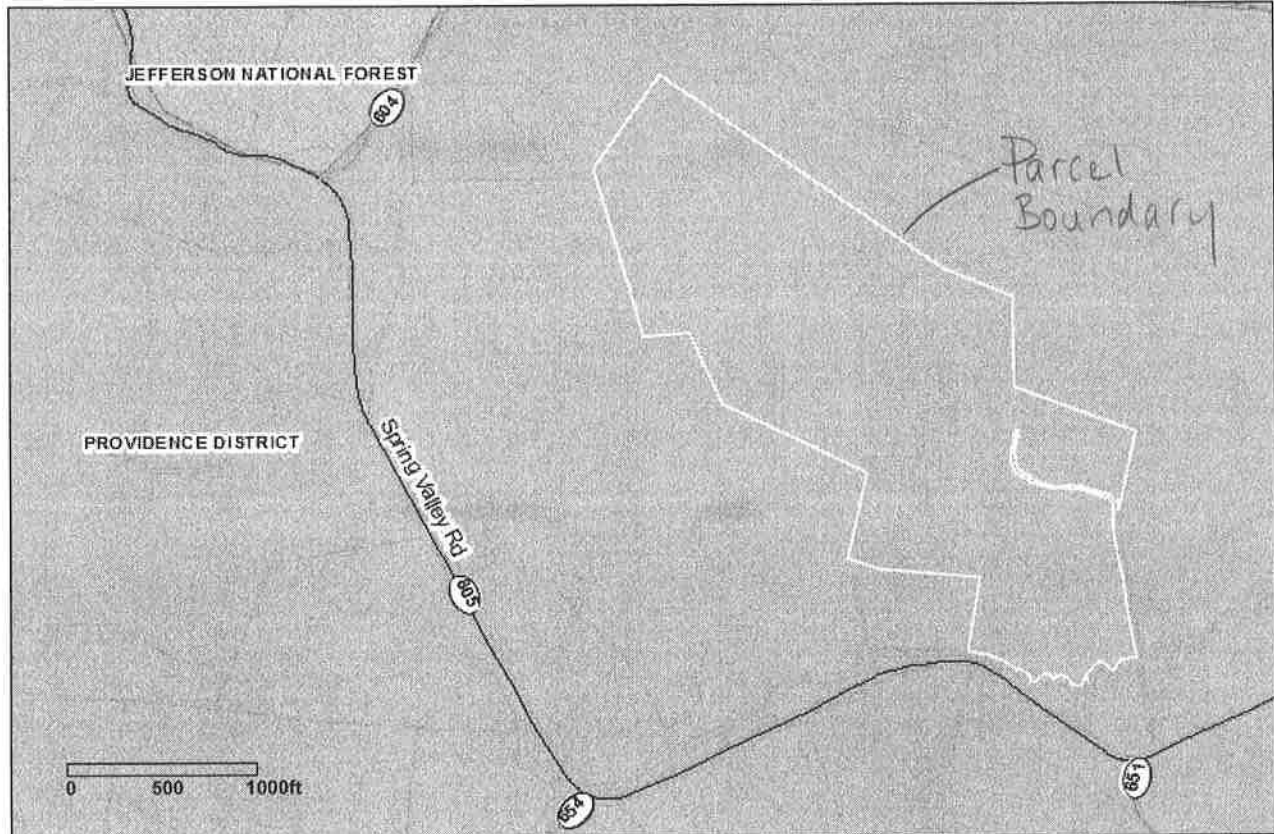 JEFFERSON NATIONAL FOREST
604
Parcel
Boundary
PROVIDENCE DISTRICT
Spring Valley Rd
605
654
651
0 500 1000ft